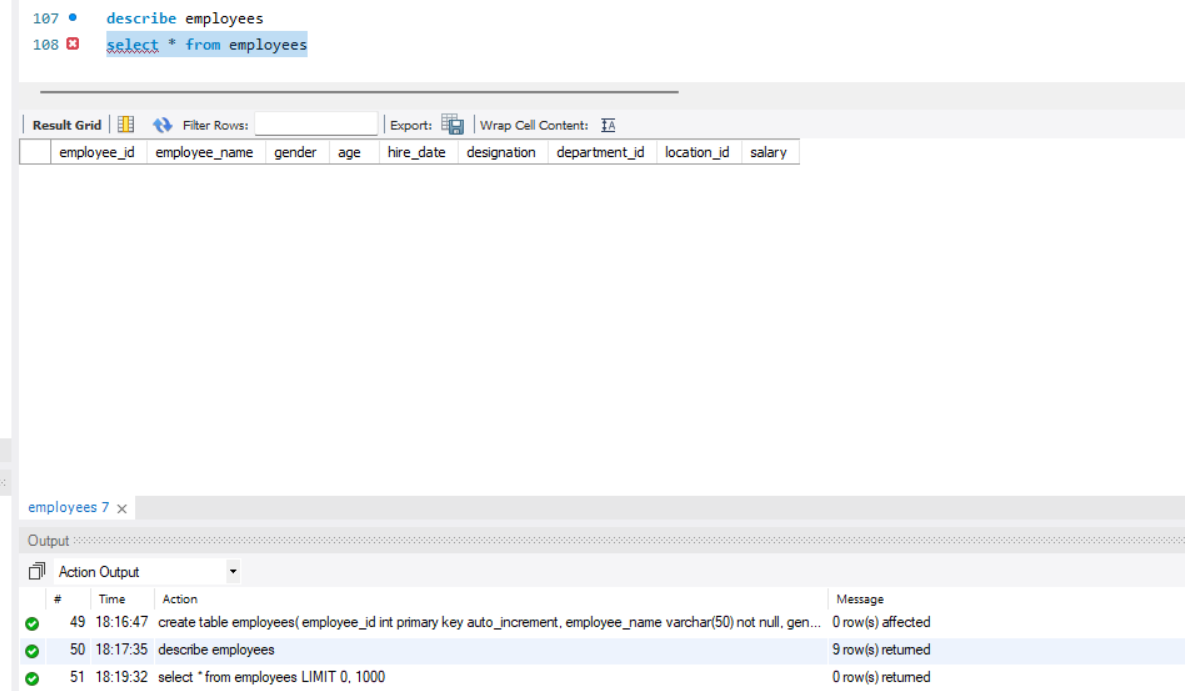 107 describe employees
108 select * from employees
Result Grid Filter Rows: Export: Wrap Cell Content: IA
employee_id employee_name gender age hire_date designation department_id location_id salary
employees 7
Output
Action Output
# Time Action Message
49 18:16:47 create table employees( employee_id int primary key auto_increment, employee_name varchar(50) not null, gen... 0 row(s) affected
50 18:17:35 describe employees 9 row(s) returned
51 18:19:32 select * from employees LIMIT 0, 1000 0 row(s) returned